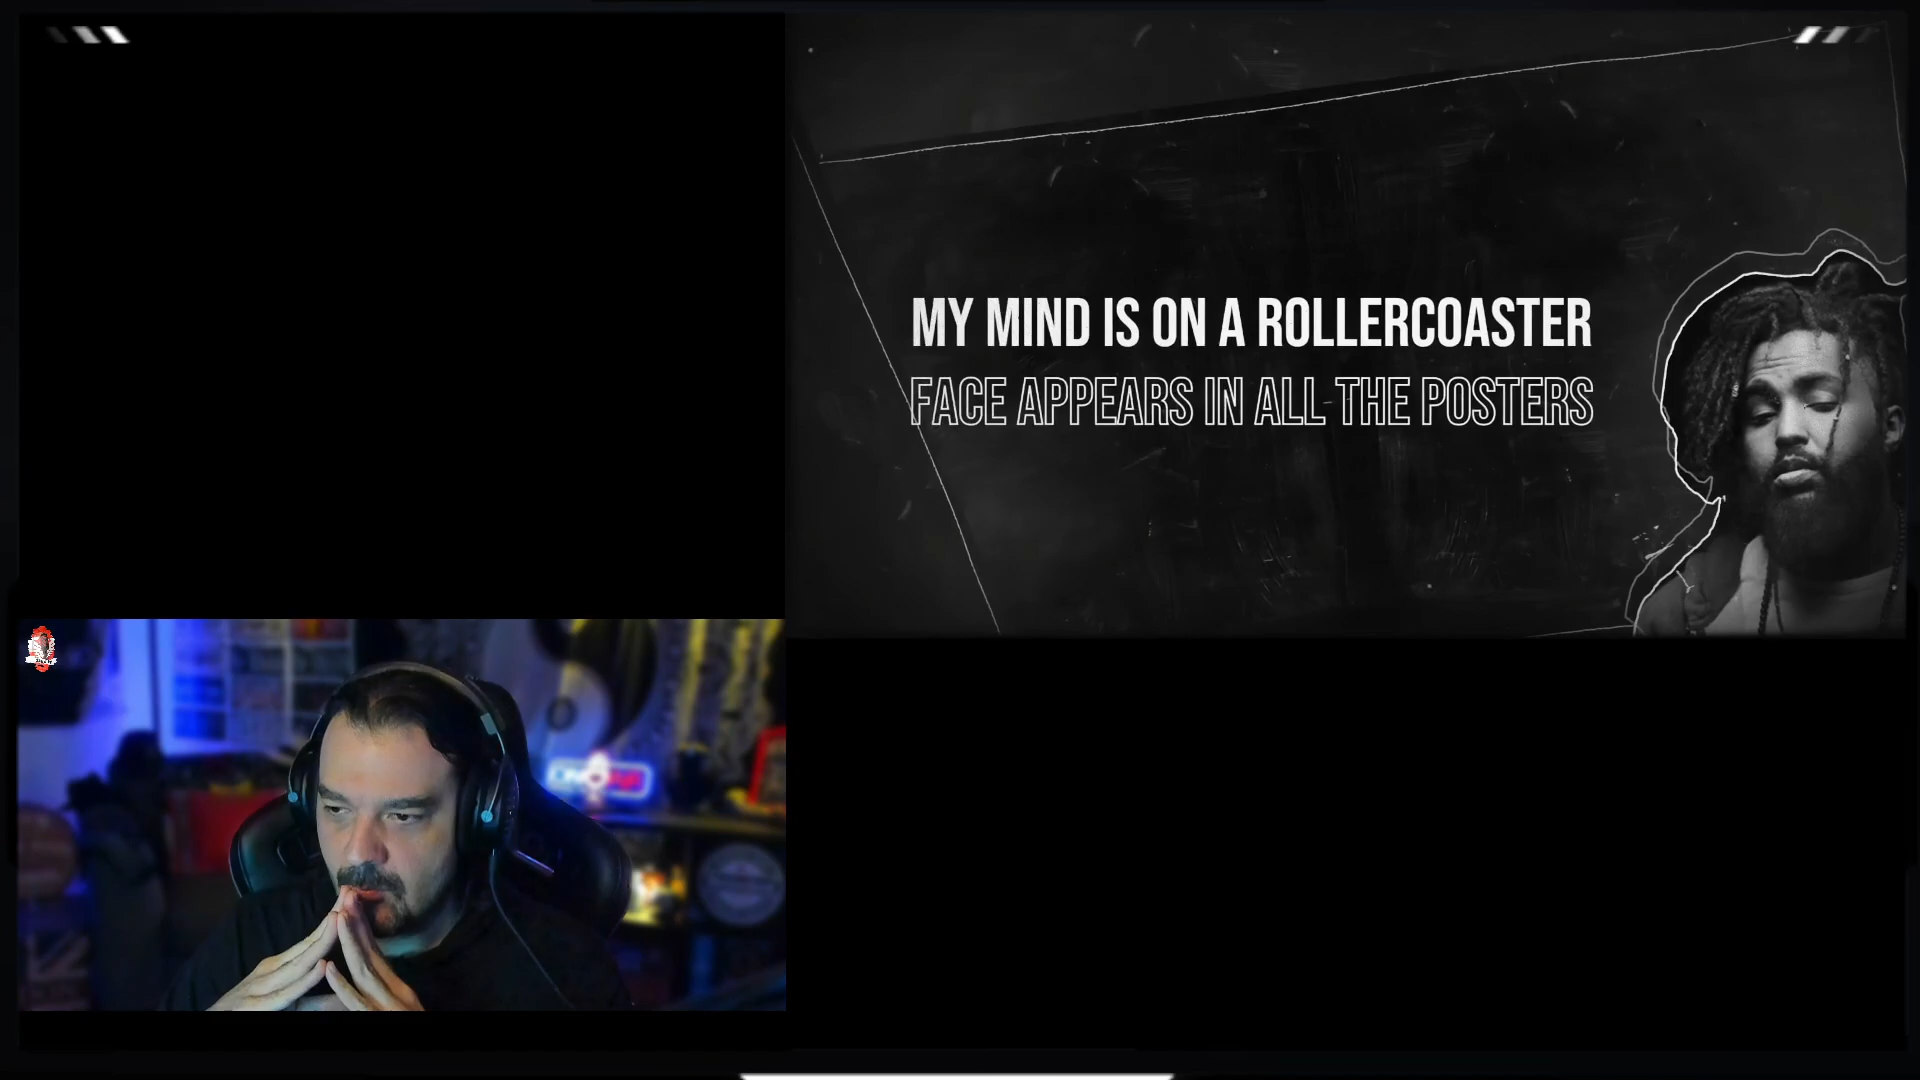 MY MIND IS ON A ROLLERCOASTER
FACE APPEARS IN ALL THE POSTERS